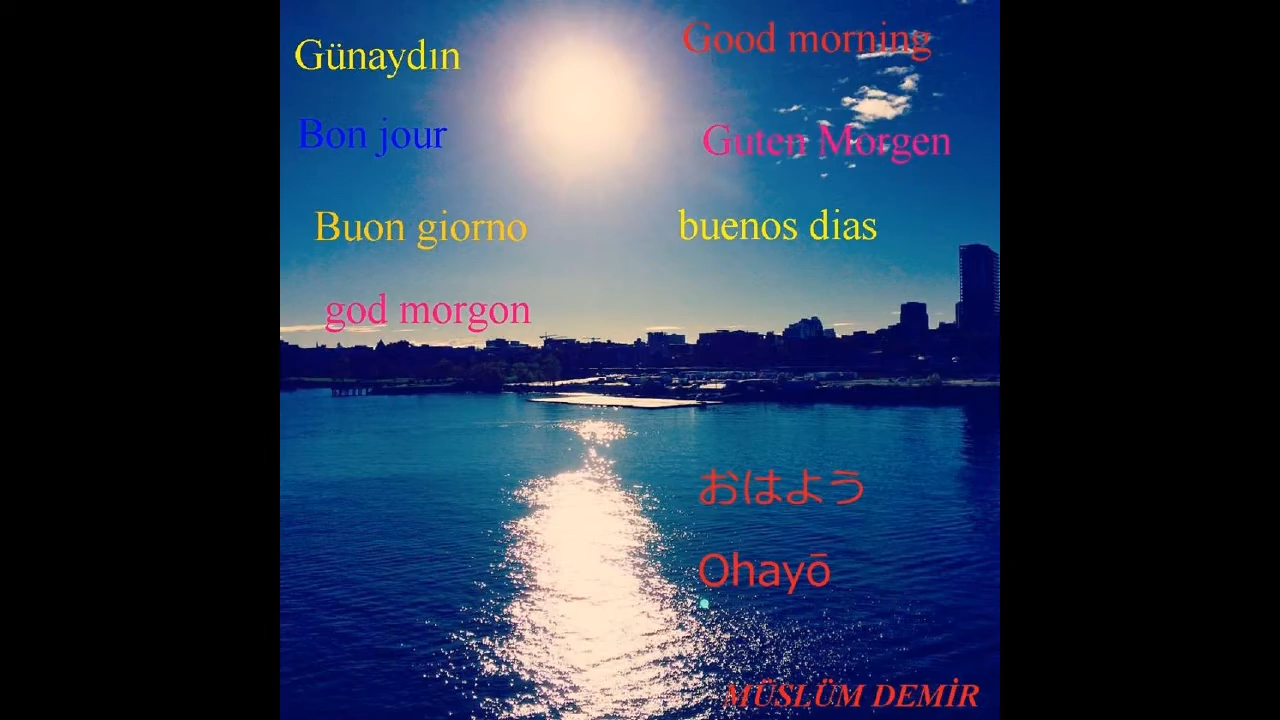 Günaydın
Good morning
Bon jour
Guten Morgen
Buon giorno
buenos dias
god morgon
おはよう
Ohayō
MÜSLÜM DEMİR